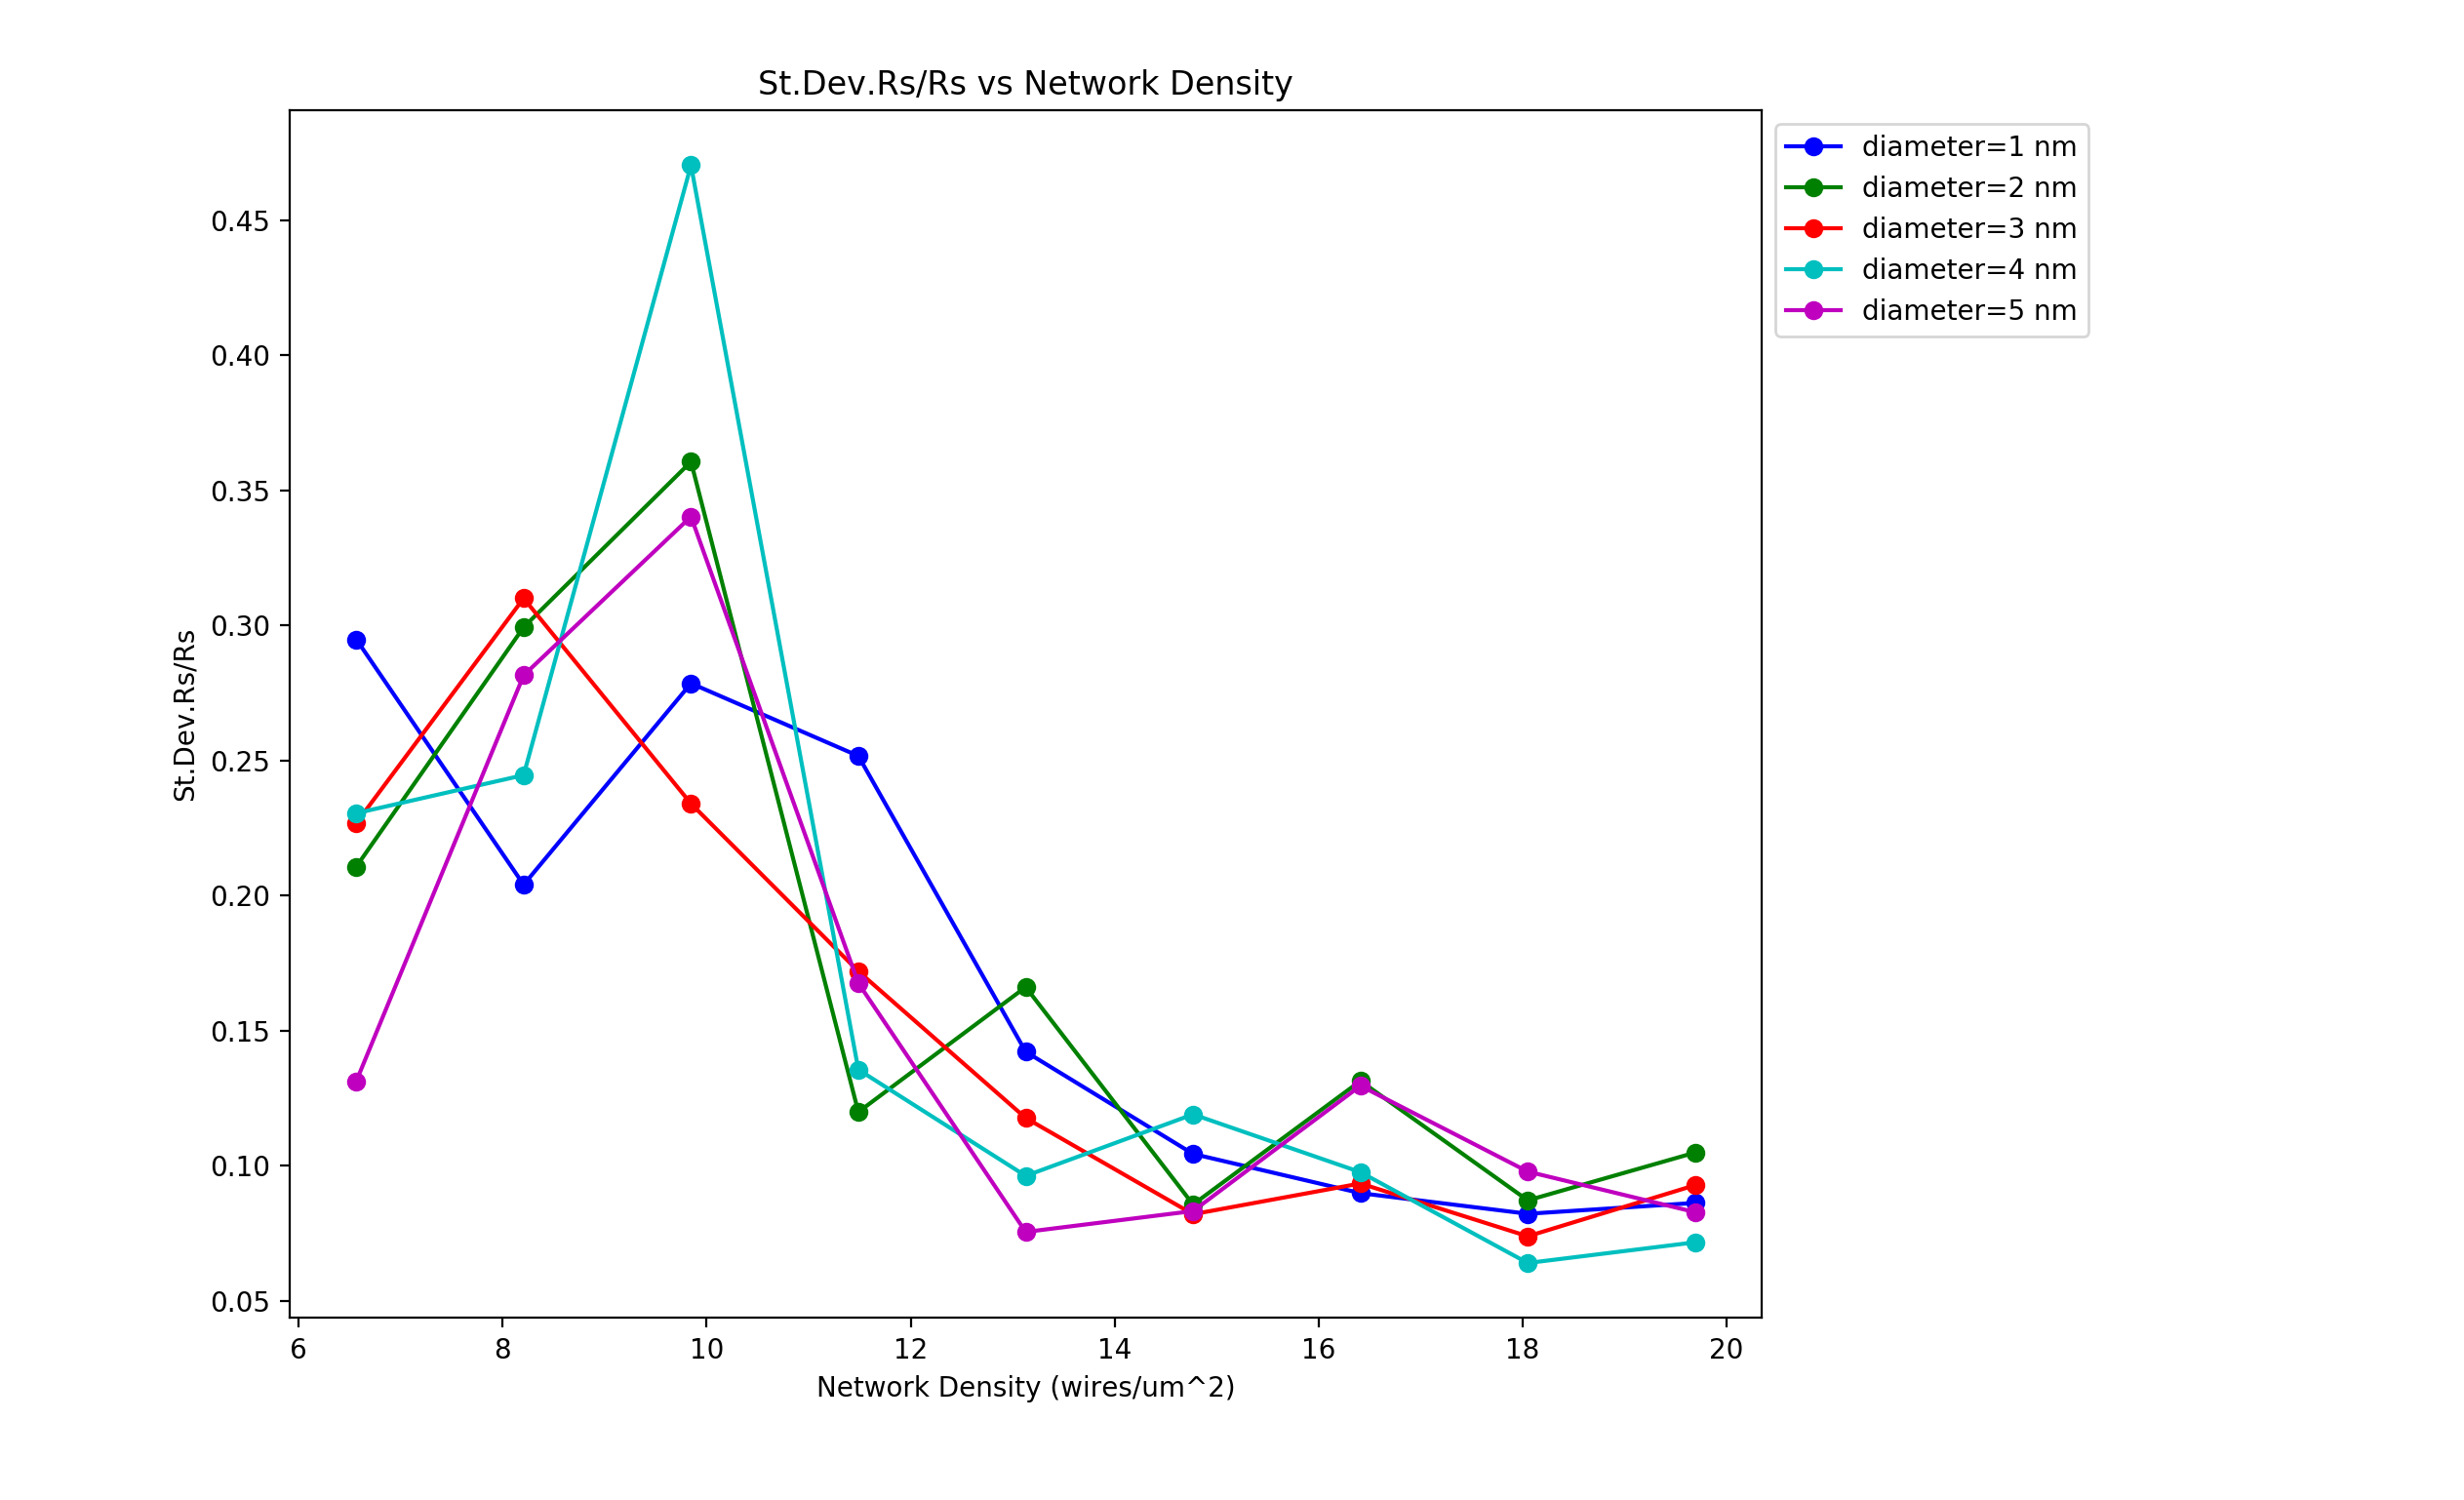 St.Dev.Rs/Rs vs Network Density
diameter=1 nm
diameter=2 nm
diameter=3 nm
diameter=4 nm
diameter=5 nm
0.45
0.40
0.35
0.30
0.25
0.20
0.15
0.10
0.05
St.Dev.Rs/Rs
6 8 10 12 14 16 18 20
Network Density (wires/um^2)